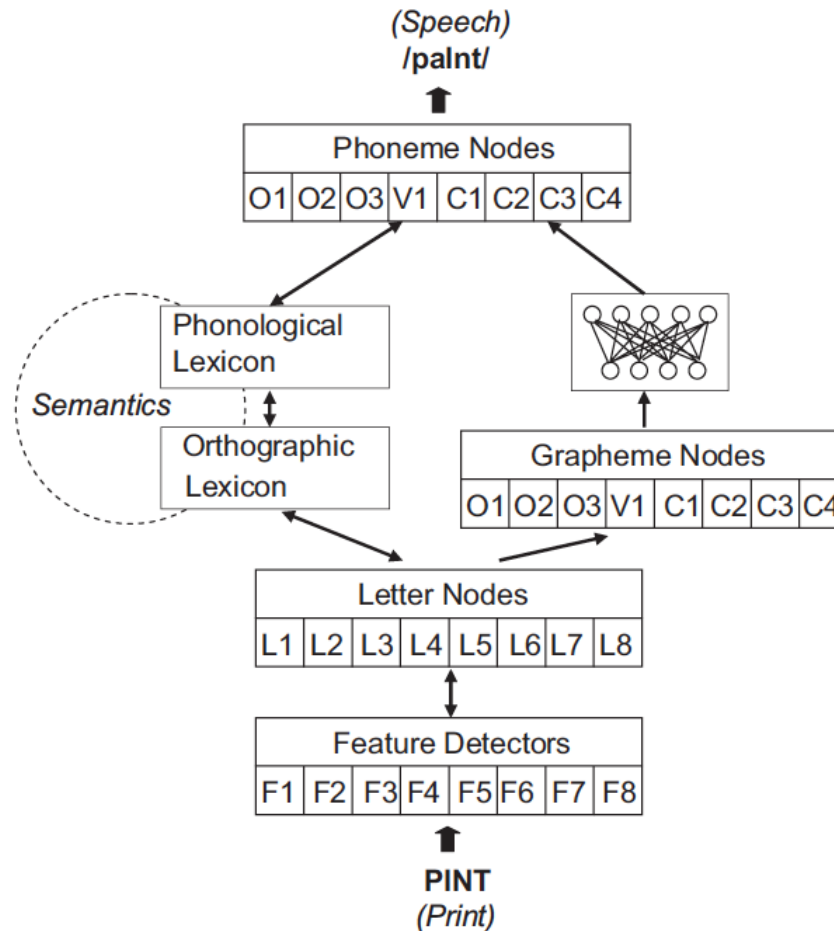 (Speech)
/paInt/
Phoneme Nodes
O1 O2 O3 V1 C1 C2 C3 C4
Phonological
Lexicon
Semantics
Orthographic
Lexicon
Grapheme Nodes
O1 O2 O3 V1 C1 C2 C3 C4
Letter Nodes
L1 L2 L3 L4 L5 L6 L7 L8
Feature Detectors
F1 F2 F3 F4 F5 F6 F7 F8
PINT
(Print)